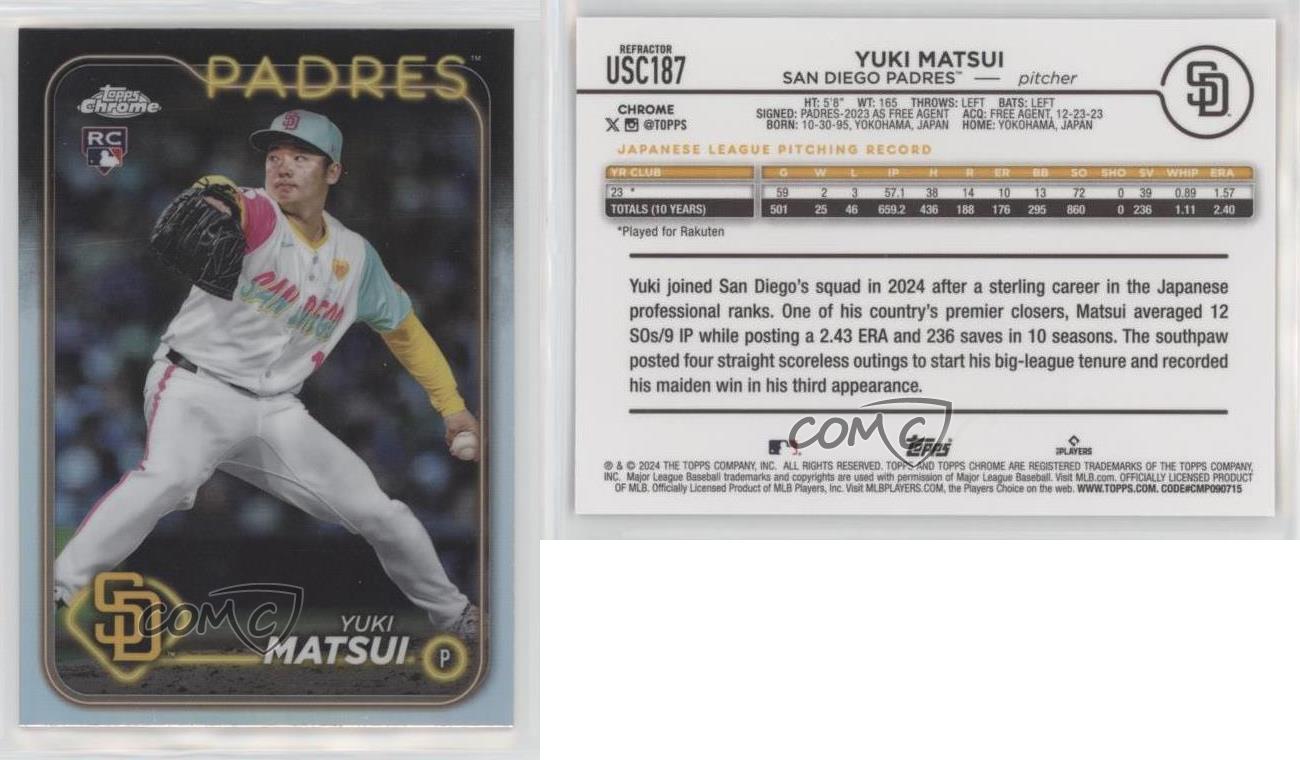 PADRES™
Topps
Chrome
RC
SD
SAN DIEGO
SD
YUKI
MATSUI
P
COMC
REFRACTOR
USC187
YUKI MATSUI
SAN DIEGO PADRES™ — pitcher
SD
CHROME
@TOPPS
HT: 5'8" WT: 165 THROWS: LEFT BATS: LEFT
SIGNED: PADRES-2023 AS FREE AGENT ACQ: FREE AGENT, 12-23-23
BORN: 10-30-95, YOKOHAMA, JAPAN HOME: YOKOHAMA, JAPAN
JAPANESE LEAGUE PITCHING RECORD
YR CLUB G W L IP H R ER BB SO SHO SV WHIP ERA
23 * 59 2 3 57.1 38 14 10 13 72 0 39 0.89 1.57
TOTALS (10 YEARS) 501 25 46 659.2 436 188 176 295 860 0 236 1.11 2.40
*Played for Rakuten
Yuki joined San Diego's squad in 2024 after a sterling career in the Japanese
professional ranks. One of his country's premier closers, Matsui averaged 12
SOs/9 IP while posting a 2.43 ERA and 236 saves in 10 seasons. The southpaw
posted four straight scoreless outings to start his big-league tenure and recorded
his maiden win in his third appearance.
COMC
Topps
PLAYERS
® & © 2024 THE TOPPS COMPANY, INC. ALL RIGHTS RESERVED. TOPPS AND TOPPS CHROME ARE REGISTERED TRADEMARKS OF THE TOPPS COMPANY,
INC. Major League Baseball trademarks and copyrights are used with permission of Major League Baseball. Visit MLB.com. OFFICIALLY LICENSED PRODUCT
OF MLB. Officially Licensed Product of MLB Players, Inc. Visit MLBPLAYERS.COM, the Players Choice on the web. WWW.TOPPS.COM. CODE#CMP090715